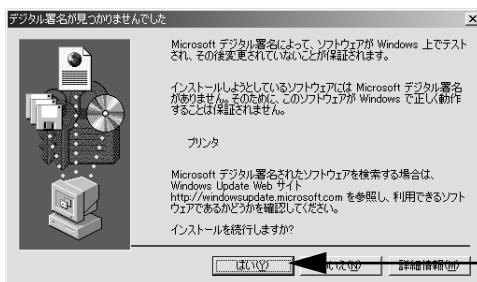 デジタル署名が見つかりませんでした
Microsoft デジタル署名によって、ソフトウェアが Windows 上でテスト
され、その後変更されていないことが保証されます。
インストールしようとしているソフトウェアには Microsoft デジタル署名
がありません。そのために、このソフトウェアが Windows で正しく動作
することは保証されません。
プリンタ
Microsoft デジタル署名されたソフトウェアを検索する場合は、
Windows Update Web サイト
http://windowsupdate.microsoft.com を参照し、利用できるソフト
ウェアであるかどうかを確認してください。
インストールを続行しますか?
はい(Y)
いいえ(N)
詳細情報(M)